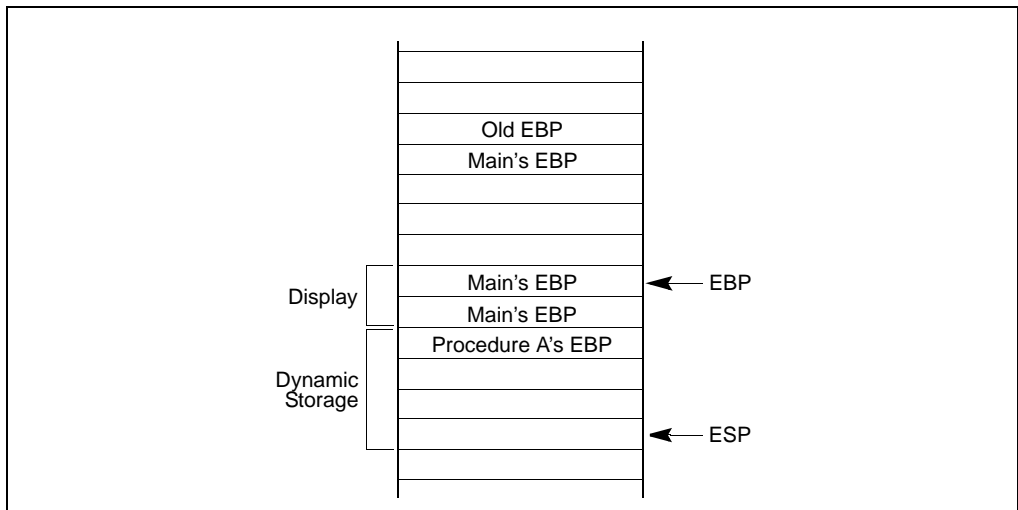 Old EBP
Main's EBP
Display
Main's EBP
EBP
Main's EBP
Procedure A's EBP
Dynamic
Storage
ESP